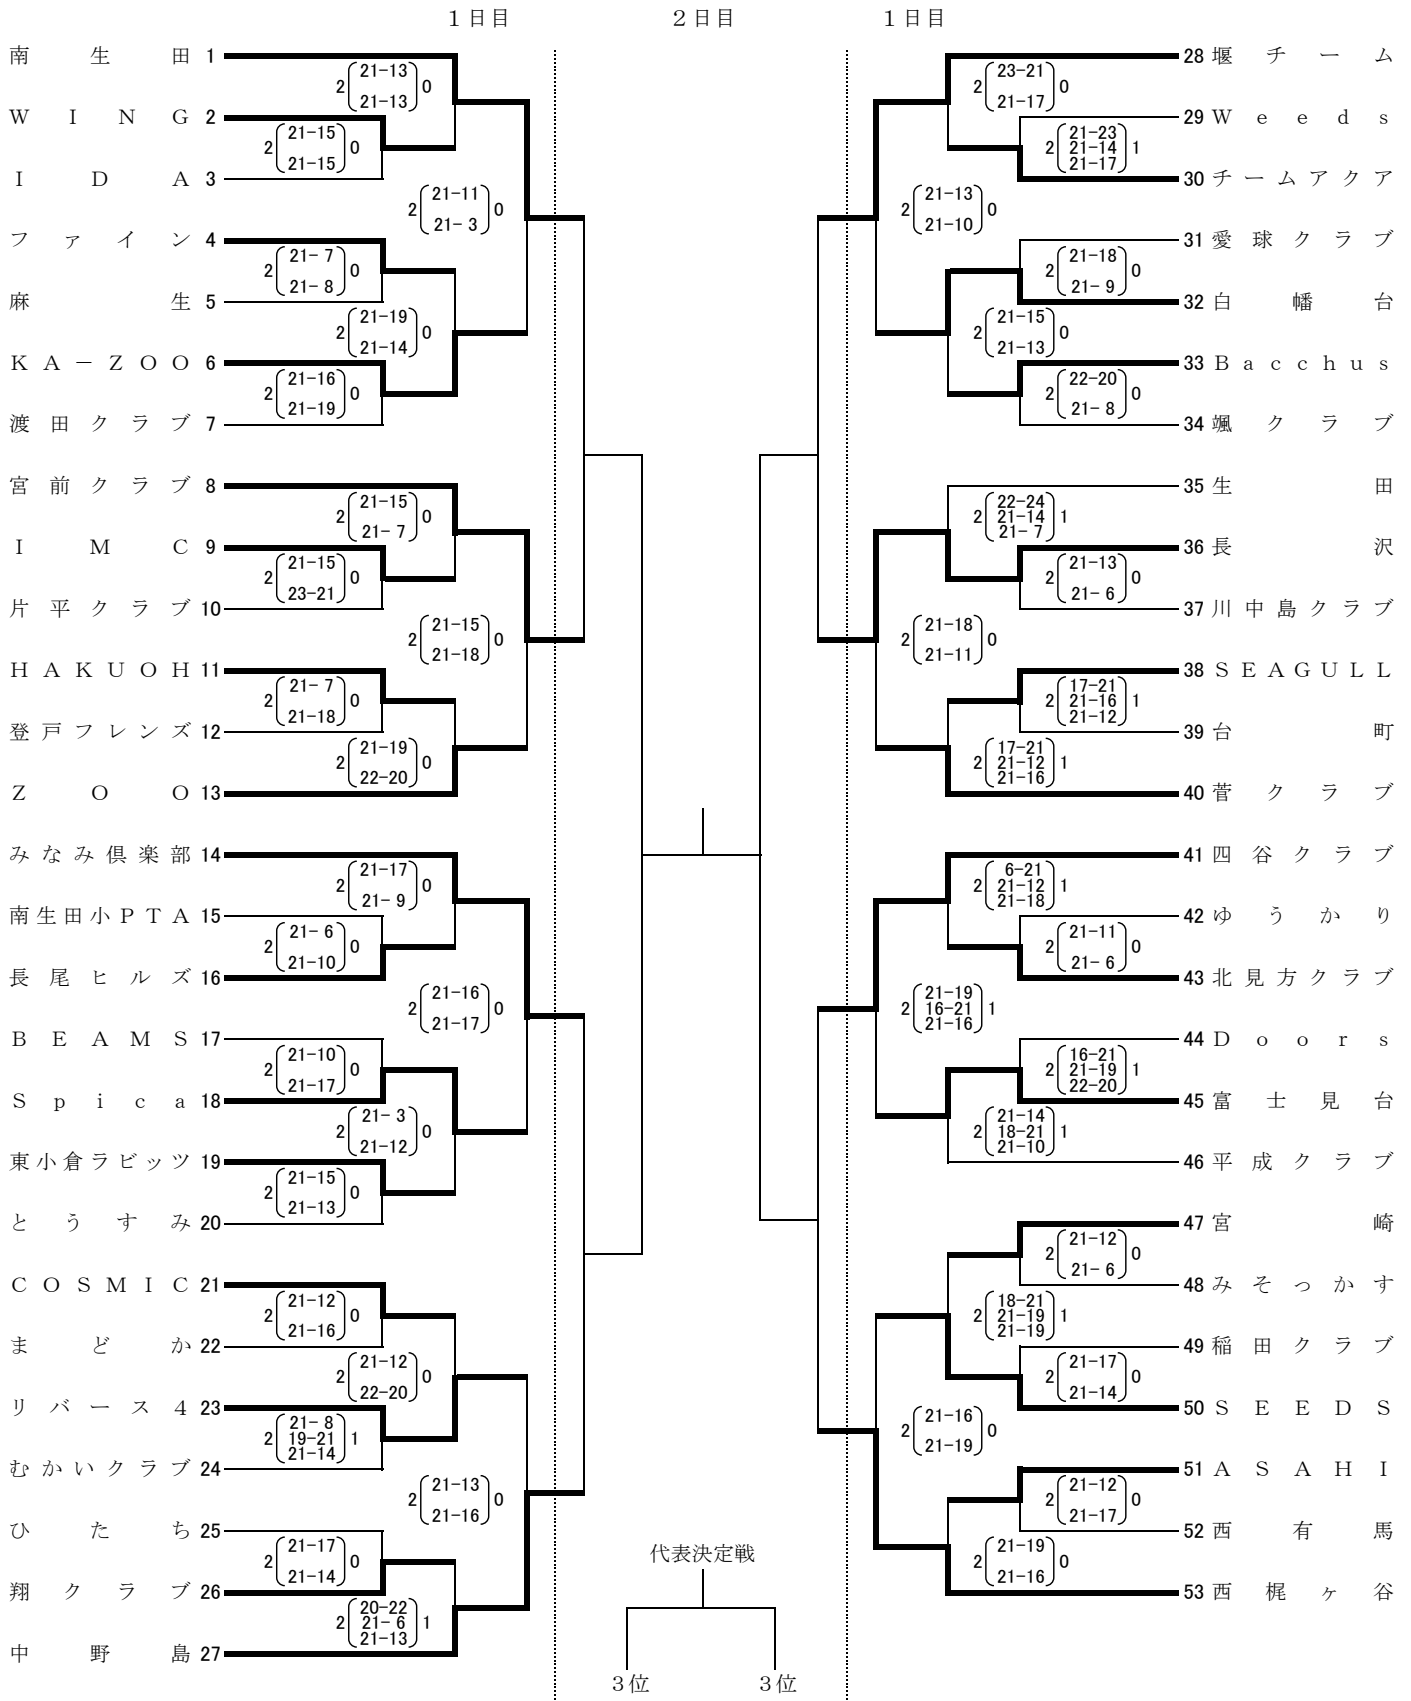 １日目 ２日目 １日目
南生田 1
2 21-13 21-13 0
ＷＩＮＧ 2
2 21-15 21-15 0
ＩＤＡ 3
2 21-11 21- 3 0
ファイン 4
2 21- 7 21- 8 0
麻生 5
2 21-19 21-14 0
ＫＡ－ＺＯＯ 6
2 21-16 21-19 0
渡田クラブ 7
宮前クラブ 8
2 21-15 21- 7 0
ＩＭＣ 9
2 21-15 23-21 0
片平クラブ 10
2 21-15 21-18 0
ＨＡＫＵＯＨ 11
2 21- 7 21-18 0
登戸フレンズ 12
2 21-19 22-20 0
ＺＯＯ 13
みなみ倶楽部 14
2 21-17 21- 9 0
南生田小ＰＴＡ 15
2 21- 6 21-10 0
長尾ヒルズ 16
2 21-16 21-17 0
ＢＥＡＭＳ 17
2 21-10 21-17 0
Ｓｐｉｃａ 18
2 21- 3 21-12 0
東小倉ラビッツ 19
2 21-15 21-13 0
とうすみ 20
ＣＯＳＭＩＣ 21
2 21-12 21-16 0
まどか 22
2 21-12 22-20 0
リバース４ 23
2 21- 8 19-21 21-14 1
むかいクラブ 24
2 21-13 21-16 0
ひたち 25
2 21-17 21-14 0
翔クラブ 26
2 20-22 21- 6 21-13 1
中野島 27
28 堰チーム
2 23-21 21-17 0
29 Ｗｅｅｄｓ
2 21-23 21-14 21-17 1
30 チームアクア
2 21-13 21-10 0
31 愛球クラブ
2 21-18 21- 9 0
32 白幡台
2 21-15 21-13 0
33 Ｂａｃｃｈｕｓ
2 22-20 21- 8 0
34 颯クラブ
35 生田
2 22-24 21-14 21- 7 1
36 長沢
2 21-13 21- 6 0
37 川中島クラブ
2 21-18 21-11 0
38 ＳＥＡＧＵＬＬ
2 17-21 21-16 21-12 1
39 台町
2 17-21 21-12 21-16 1
40 菅クラブ
41 四谷クラブ
2 6-21 21-12 21-18 1
42 ゆうかり
2 21-11 21- 6 0
43 北見方クラブ
2 21-19 16-21 21-16 1
44 Ｄｏｏｒｓ
2 16-21 21-19 22-20 1
45 富士見台
2 21-14 18-21 21-10 1
46 平成クラブ
47 宮崎
2 21-12 21- 6 0
48 みそっかす
2 18-21 21-19 21-19 1
49 稲田クラブ
2 21-17 21-14 0
50 ＳＥＥＤＳ
2 21-16 21-19 0
51 ＡＳＡＨＩ
2 21-12 21-17 0
52 西有馬
2 21-19 21-16 0
53 西梶ヶ谷
代表決定戦
３位 ３位